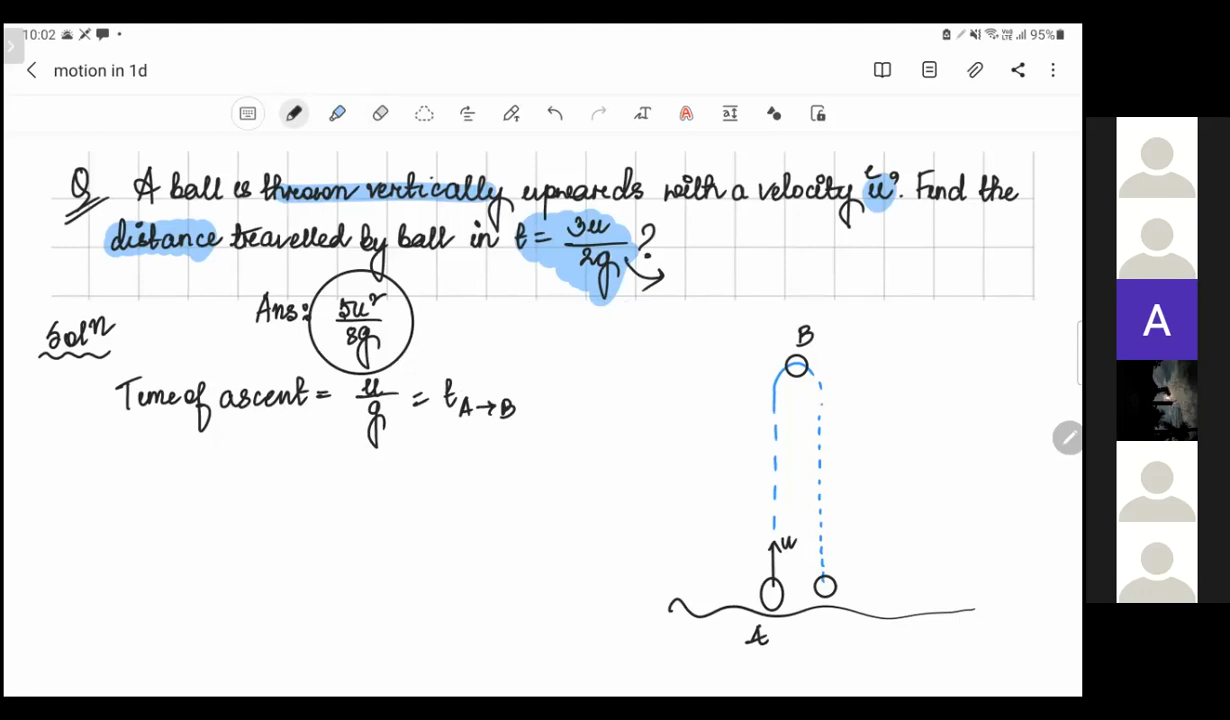 10:02
95%
motion in 1d
Q A ball is thrown vertically upwards with a velocity 'u'. Find the
distance travelled by ball in t = 3u/2g ?
Ans: 5u²/8g
Solⁿ
Time of ascent = u/g = t A→B
B
u
A
A